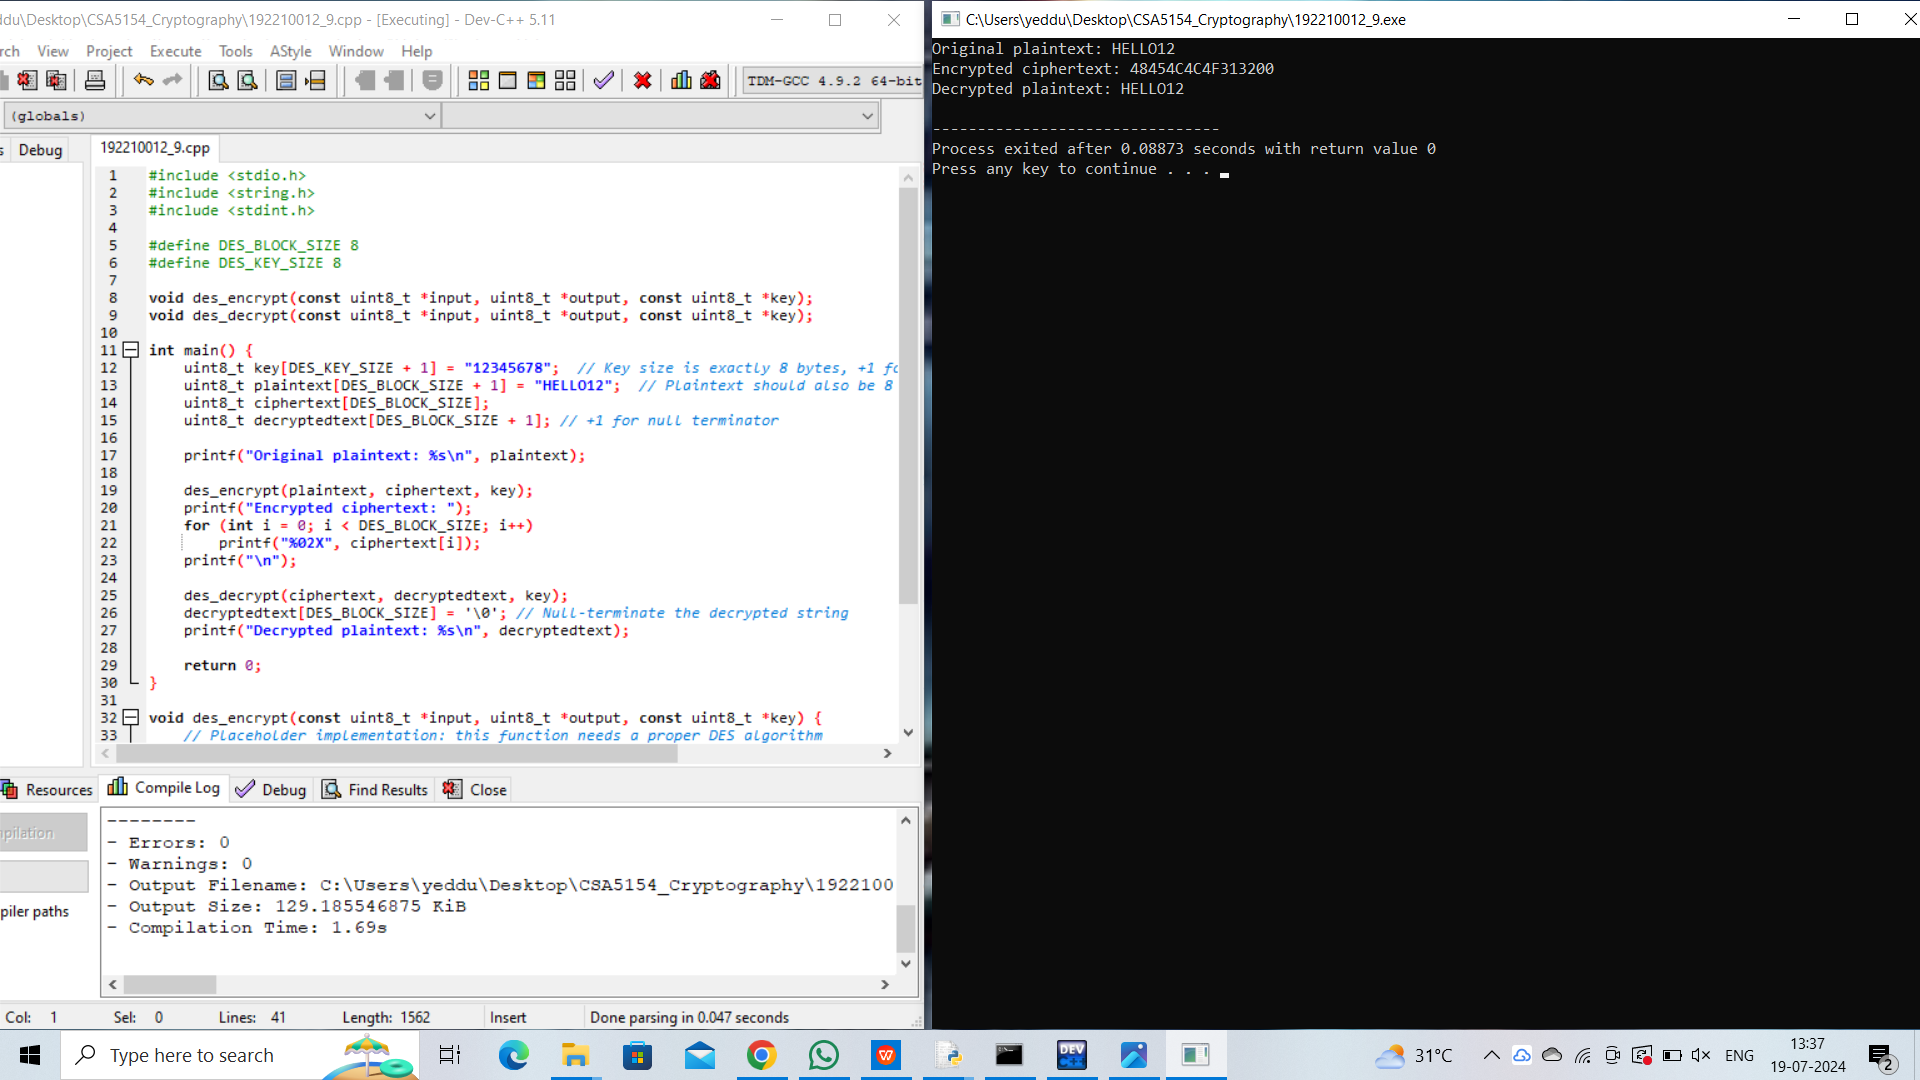 ddu\Desktop\CSA5154_Cryptography\192210012_9.cpp - [Executing] - Dev-C++ 5.11
rch View Project Execute Tools AStyle Window Help
TDM-GCC 4.9.2 64-bit
(globals)
s Debug 192210012_9.cpp
1 #include <stdio.h>
2 #include <string.h>
3 #include <stdint.h>
4
5 #define DES_BLOCK_SIZE 8
6 #define DES_KEY_SIZE 8
7
8 void des_encrypt(const uint8_t *input, uint8_t *output, const uint8_t *key);
9 void des_decrypt(const uint8_t *input, uint8_t *output, const uint8_t *key);
10
11 int main() {
12 uint8_t key[DES_KEY_SIZE + 1] = "12345678"; // Key size is exactly 8 bytes, +1 fo
13 uint8_t plaintext[DES_BLOCK_SIZE + 1] = "HELLO12"; // Plaintext should also be 8
14 uint8_t ciphertext[DES_BLOCK_SIZE];
15 uint8_t decryptedtext[DES_BLOCK_SIZE + 1]; // +1 for null terminator
16
17 printf("Original plaintext: %s\n", plaintext);
18
19 des_encrypt(plaintext, ciphertext, key);
20 printf("Encrypted ciphertext: ");
21 for (int i = 0; i < DES_BLOCK_SIZE; i++)
22 printf("%02X", ciphertext[i]);
23 printf("\n");
24
25 des_decrypt(ciphertext, decryptedtext, key);
26 decryptedtext[DES_BLOCK_SIZE] = '\0'; // Null-terminate the decrypted string
27 printf("Decrypted plaintext: %s\n", decryptedtext);
28
29 return 0;
30 }
31
32 void des_encrypt(const uint8_t *input, uint8_t *output, const uint8_t *key) {
33 // Placeholder implementation: this function needs a proper DES algorithm
Resources Compile Log Debug Find Results Close
mpilation
piler paths
--------
- Errors: 0
- Warnings: 0
- Output Filename: C:\Users\yeddu\Desktop\CSA5154_Cryptography\1922100
- Output Size: 129.185546875 KiB
- Compilation Time: 1.69s
Col: 1 Sel: 0 Lines: 41 Length: 1562 Insert Done parsing in 0.047 seconds
C:\Users\yeddu\Desktop\CSA5154_Cryptography\192210012_9.exe
Original plaintext: HELLO12
Encrypted ciphertext: 48454C4C4F313200
Decrypted plaintext: HELLO12
--------------------------------
Process exited after 0.08873 seconds with return value 0
Press any key to continue . . .
Type here to search
W
DEV
31°C
ENG
13:37
19-07-2024
2